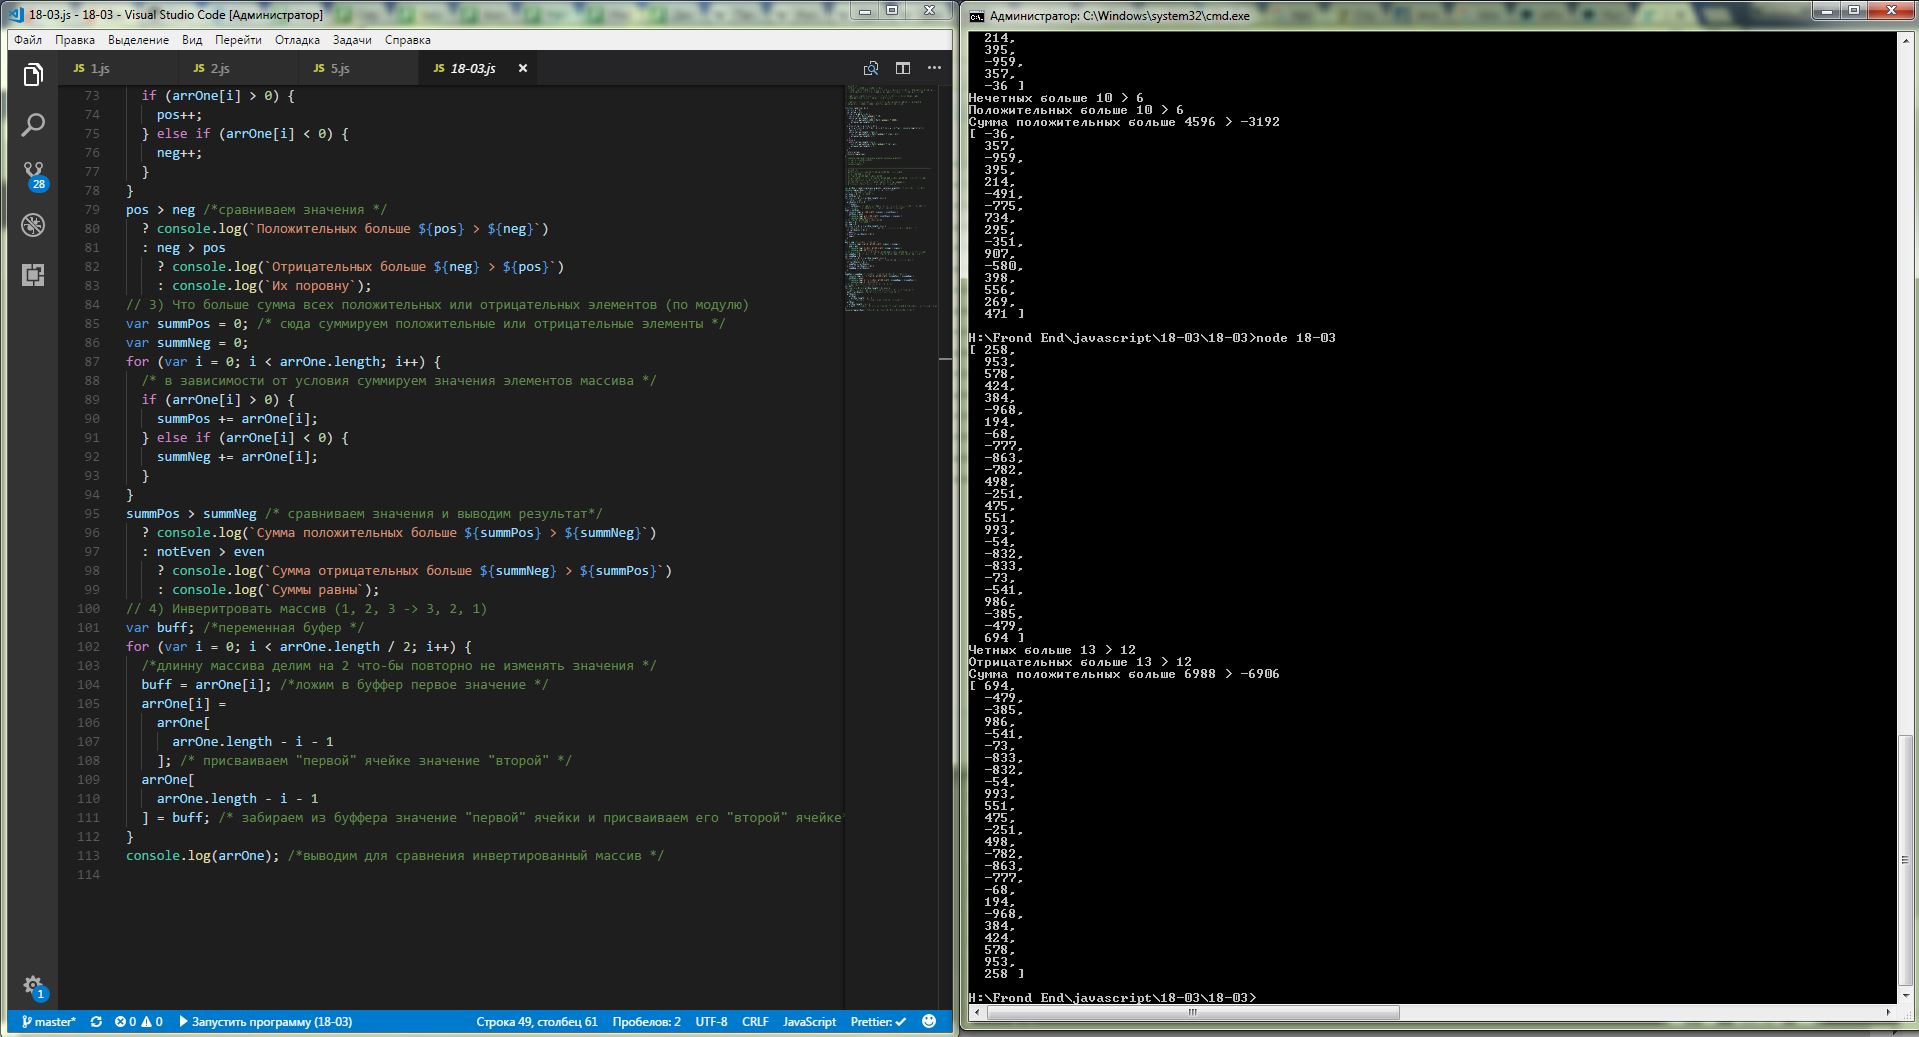 18-03.js - 18-03 - Visual Studio Code [Администратор]
Файл Правка Выделение Вид Перейти Отладка Задачи Справка
JS 1.js JS 2.js JS 5.js JS 18-03.js
28
1
73 if (arrOne[i] > 0) {
74 pos++;
75 } else if (arrOne[i] < 0) {
76 neg++;
77 }
78 }
79 pos > neg /*сравниваем значения */
80 ? console.log(`Положительных больше ${pos} > ${neg}`)
81 : neg > pos
82 ? console.log(`Отрицательных больше ${neg} > ${pos}`)
83 : console.log(`Их поровну`);
84 // 3) Что больше сумма всех положительных или отрицательных элементов (по модулю)
85 var summPos = 0; /* сюда суммируем положительные или отрицательные элементы */
86 var summNeg = 0;
87 for (var i = 0; i < arrOne.length; i++) {
88 /* в зависимости от условия суммируем значения элементов массива */
89 if (arrOne[i] > 0) {
90 summPos += arrOne[i];
91 } else if (arrOne[i] < 0) {
92 summNeg += arrOne[i];
93 }
94 }
95 summPos > summNeg /* сравниваем значения и выводим результат*/
96 ? console.log(`Сумма положительных больше ${summPos} > ${summNeg}`)
97 : notEven > even
98 ? console.log(`Сумма отрицательных больше ${summNeg} > ${summPos}`)
99 : console.log(`Суммы равны`);
100 // 4) Инверитровать массив (1, 2, 3 -> 3, 2, 1)
101 var buff; /*переменная буфер */
102 for (var i = 0; i < arrOne.length / 2; i++) {
103 /*длинну массива делим на 2 что-бы повторно не изменять значения */
104 buff = arrOne[i]; /*ложим в буффер первое значение */
105 arrOne[i] =
106 arrOne[
107 arrOne.length - i - 1
108 ]; /* присваиваем "первой" ячейке значение "второй" */
109 arrOne[
110 arrOne.length - i - 1
111 ] = buff; /* забираем из буффера значение "первой" ячейки и присваиваем его "второй" ячейке*
112 }
113 console.log(arrOne); /*выводим для сравнения инвертированный массив */
114
master* 0 0 Запустить программу (18-03) Строка 49, столбец 61 Пробелов: 2 UTF-8 CRLF JavaScript Prettier: ✓
Администратор: C:\Windows\system32\cmd.exe
214,
395,
-959,
357,
-36 ]
Нечетных больше 10 > 6
Положительных больше 10 > 6
Сумма положительных больше 4596 > -3192
[ -36,
357,
-959,
395,
214,
-491,
-775,
734,
295,
-351,
907,
-580,
398,
556,
269,
471 ]
H:\Frond End\javascript\18-03\18-03>node 18-03
[ 258,
953,
578,
424,
384,
-968,
194,
-68,
-777,
-863,
-782,
498,
-251,
475,
551,
993,
-54,
-832,
-833,
-73,
-541,
986,
-385,
-479,
694 ]
Четных больше 13 > 12
Отрицательных больше 13 > 12
Сумма положительных больше 6988 > -6906
[ 694,
-479,
-385,
986,
-541,
-73,
-833,
-832,
-54,
993,
551,
475,
-251,
498,
-782,
-863,
-777,
-68,
194,
-968,
384,
424,
578,
953,
258 ]
H:\Frond End\javascript\18-03\18-03>